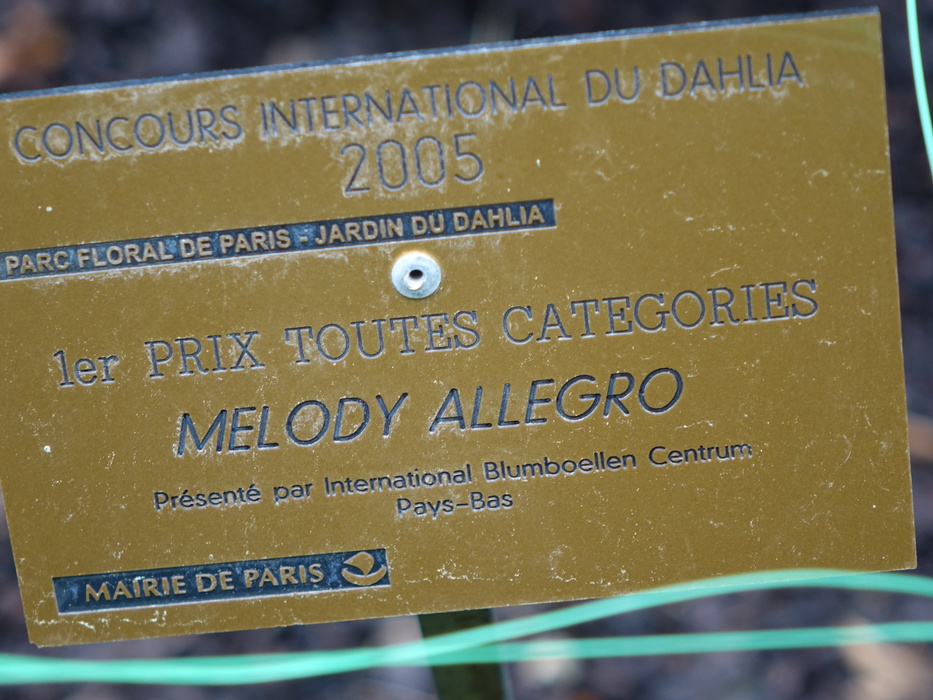 CONCOURS INTERNATIONAL DU DAHLIA
2005
PARC FLORAL DE PARIS - JARDIN DU DAHLIA
1er PRIX TOUTES CATEGORIES
MELODY ALLEGRO
Présenté par International Blumboellen Centrum
Pays-Bas
MAIRIE DE PARIS